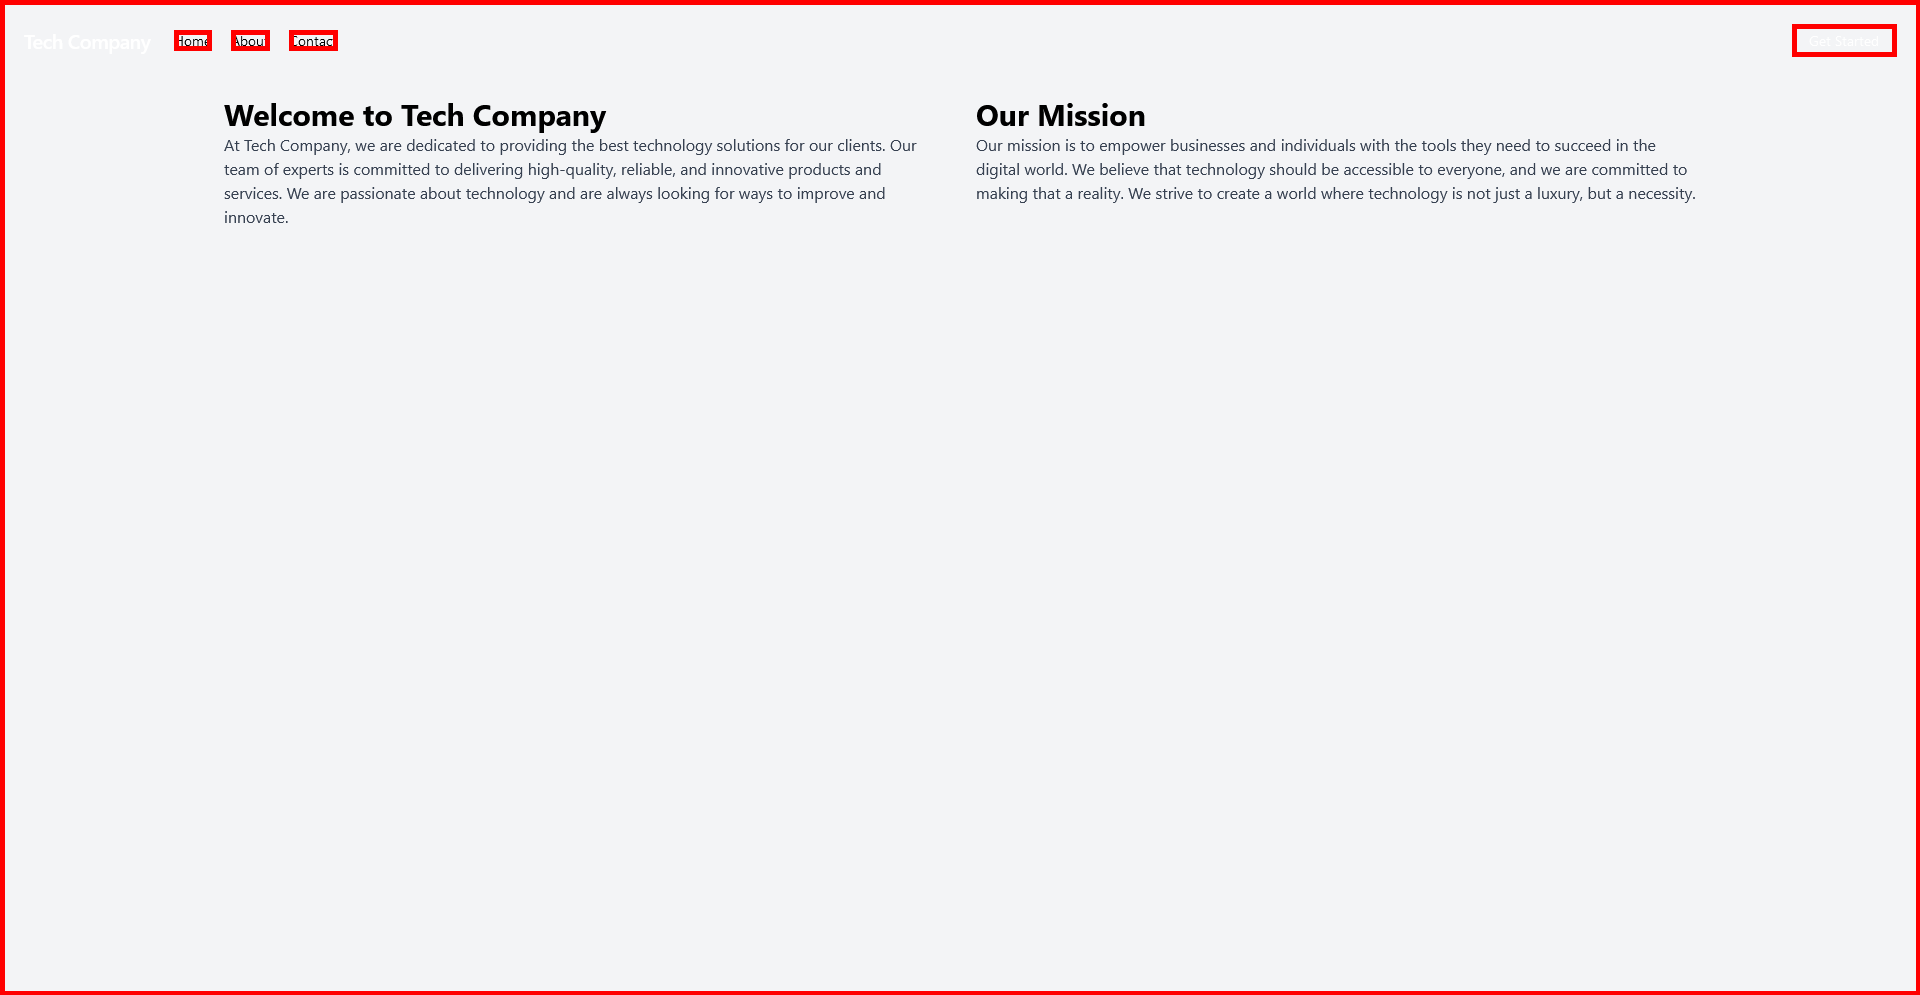 Tech Company Home About Contact Get Started
Welcome to Tech Company
At Tech Company, we are dedicated to providing the best technology solutions for our clients. Our
team of experts is committed to delivering high-quality, reliable, and innovative products and
services. We are passionate about technology and are always looking for ways to improve and
innovate.
Our Mission
Our mission is to empower businesses and individuals with the tools they need to succeed in the
digital world. We believe that technology should be accessible to everyone, and we are committed to
making that a reality. We strive to create a world where technology is not just a luxury, but a necessity.